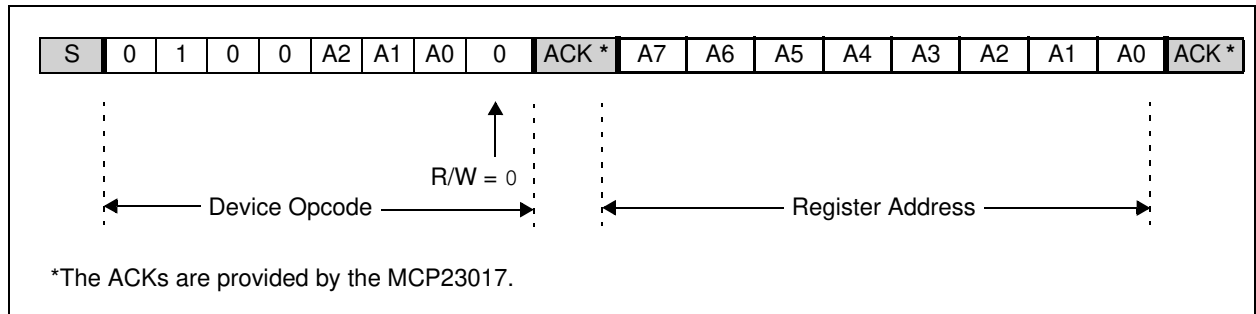 S 0 1 0 0 A2 A1 A0 0 ACK * A7 A6 A5 A4 A3 A2 A1 A0 ACK *
R/W = 0
Device Opcode Register Address
*The ACKs are provided by the MCP23017.